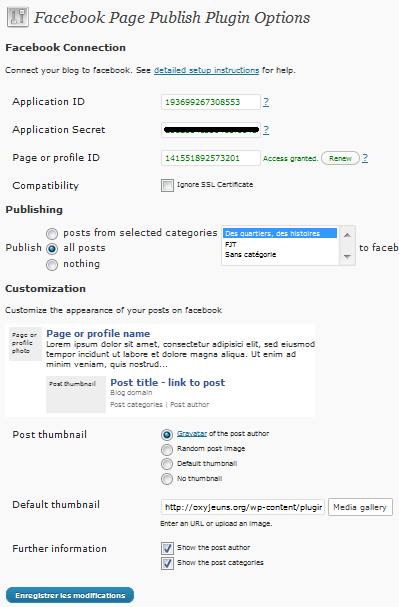 Facebook Page Publish Plugin Options
Facebook Connection
Connect your blog to facebook. See detailed setup instructions for help.
Application ID 193699267308553 ?
Application Secret ?
Page or profile ID 141551892573201 Access granted. Renew ?
Compatibility Ignore SSL Certificate
Publishing
posts from selected categories
Publish all posts
nothing
Des quartiers, des histoires
FJT
Sans catégorie
to faceb
Customization
Customize the appearance of your posts on facebook
Page or profile photo
Page or profile name
Lorem ipsum dolor sit amet, consectetur adipisici elit, sed eiusmod
tempor incidunt ut labore et dolore magna aliqua. Ut enim ad
minim veniam, quis nostrud...
Post thumbnail
Post title - link to post
Blog domain
Post categories | Post author
Post thumbnail
Gravatar of the post author
Random post image
Default thumbnail
No thumbnail
Default thumbnail http://oxyjeuns.org/wp-content/plugir Media gallery
Enter an URL or upload an image.
Further information
Show the post author
Show the post categories
Enregistrer les modifications